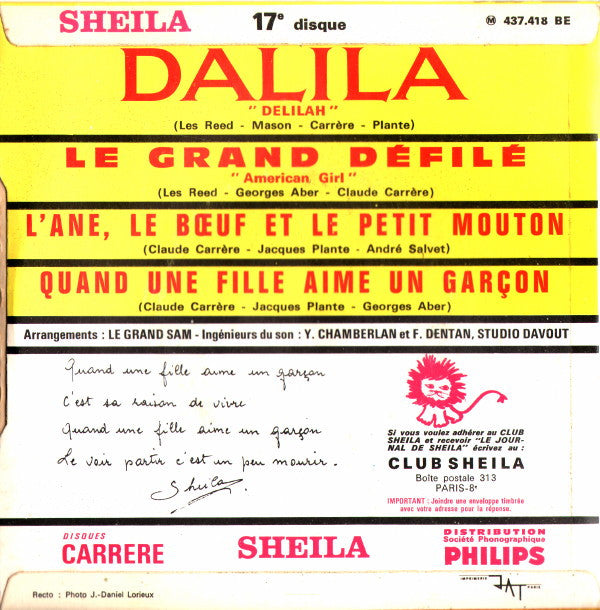 SHEILA 17e disque Ⓜ 437.418 BE
DALILA
"DELILAH"
(Les Reed - Mason - Carrère - Plante)
LE GRAND DÉFILÉ
"American Girl"
(Les Reed - Georges Aber - Claude Carrère)
L'ANE, LE BŒUF ET LE PETIT MOUTON
(Claude Carrère - Jacques Plante - André Salvet)
QUAND UNE FILLE AIME UN GARÇON
(Claude Carrère - Jacques Plante - Georges Aber)
Arrangements : LE GRAND SAM - Ingénieurs du son : Y. CHAMBERLAN et F. DENTAN, STUDIO DAVOUT
Quand une fille aime un garçon
C'est sa raison de vivre
Quand une fille aime un garçon
Le voir partir c'est un peu mourir.
Sheila
Si vous voulez adhérer au CLUB
SHEILA et recevoir "LE JOUR-
NAL DE SHEILA" écrivez au :
CLUB SHEILA
Boîte postale 313
PARIS-8e
IMPORTANT : Joindre une enveloppe timbrée
avec votre adresse pour la réponse.
DISQUES
CARRERE
SHEILA
DISTRIBUTION
Société Phonographique
PHILIPS
Recto : Photo J.-Daniel Lorieux
IMPRIMERIE JAT PARIS